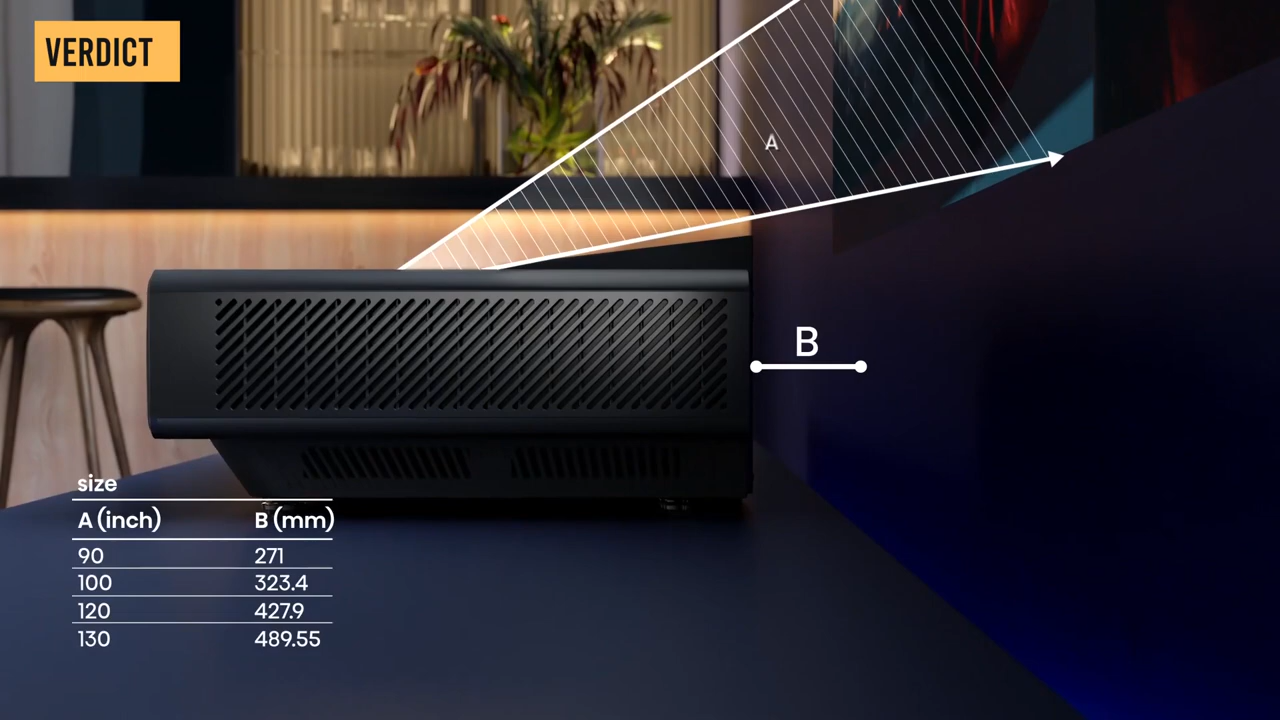 VERDICT
A
B
size
A (inch) B (mm)
90 271
100 323.4
120 427.9
130 489.55